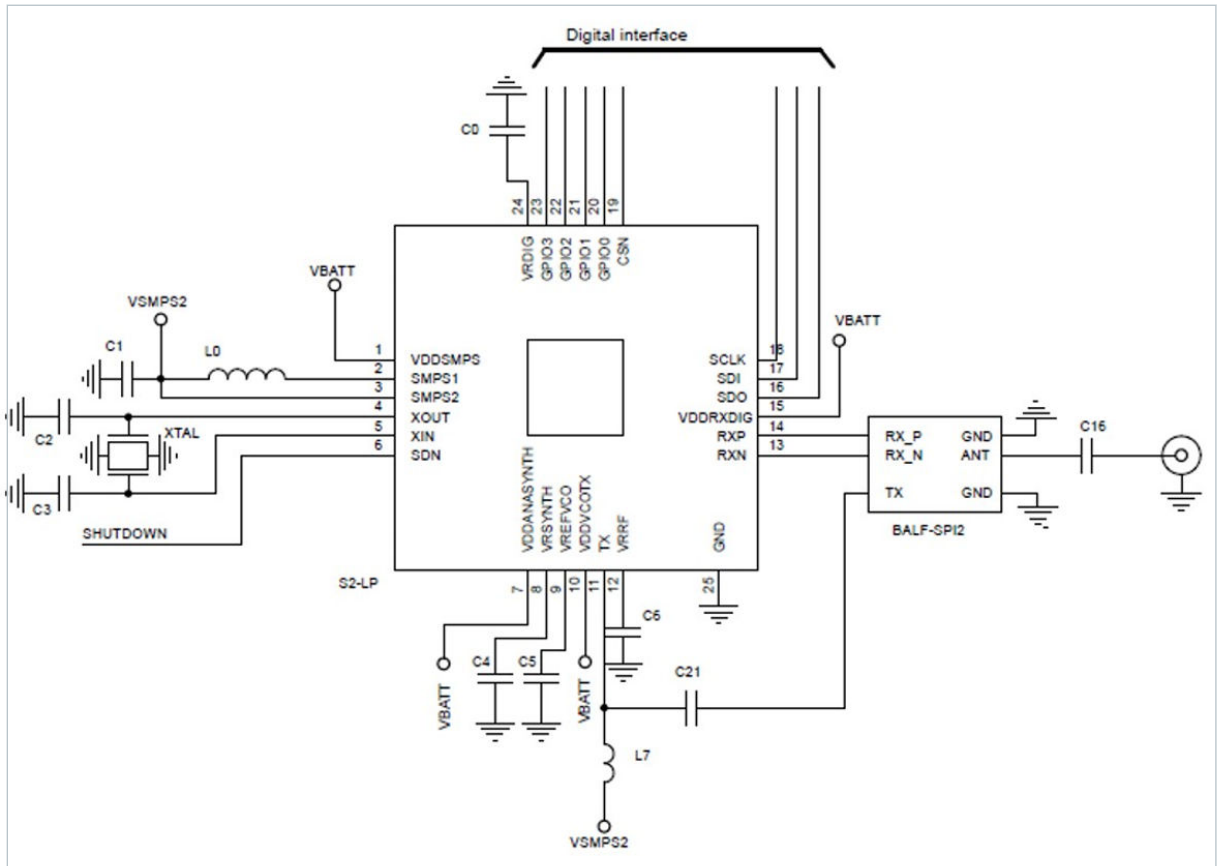 Digital interface
C0
24 23 22 21 20 19
VRDIG GPIO3 GPIO2 GPIO1 GPIO0 CSN
VBATT
VSMPS2
C1
L0
VBATT
1 VDDSMPS
2 SMPS1
3 SMPS2
4 XOUT
5 XIN
6 SDN
SCLK 18
SDI 17
SDO 16
VDDRXDIG 15
RXP 14
RXN 13
C2
XTAL
C3
SHUTDOWN
RX_P GND
RX_N ANT
TX GND
BALF-SPI2
C16
VDDANASYNTH VRSYNTH VREFVCO VDDVCOTX TX VRRF GND
S2-LP
7 8 9 10 11 12 25
C6
C4 C5
VBATT
VBATT
C21
L7
VSMPS2